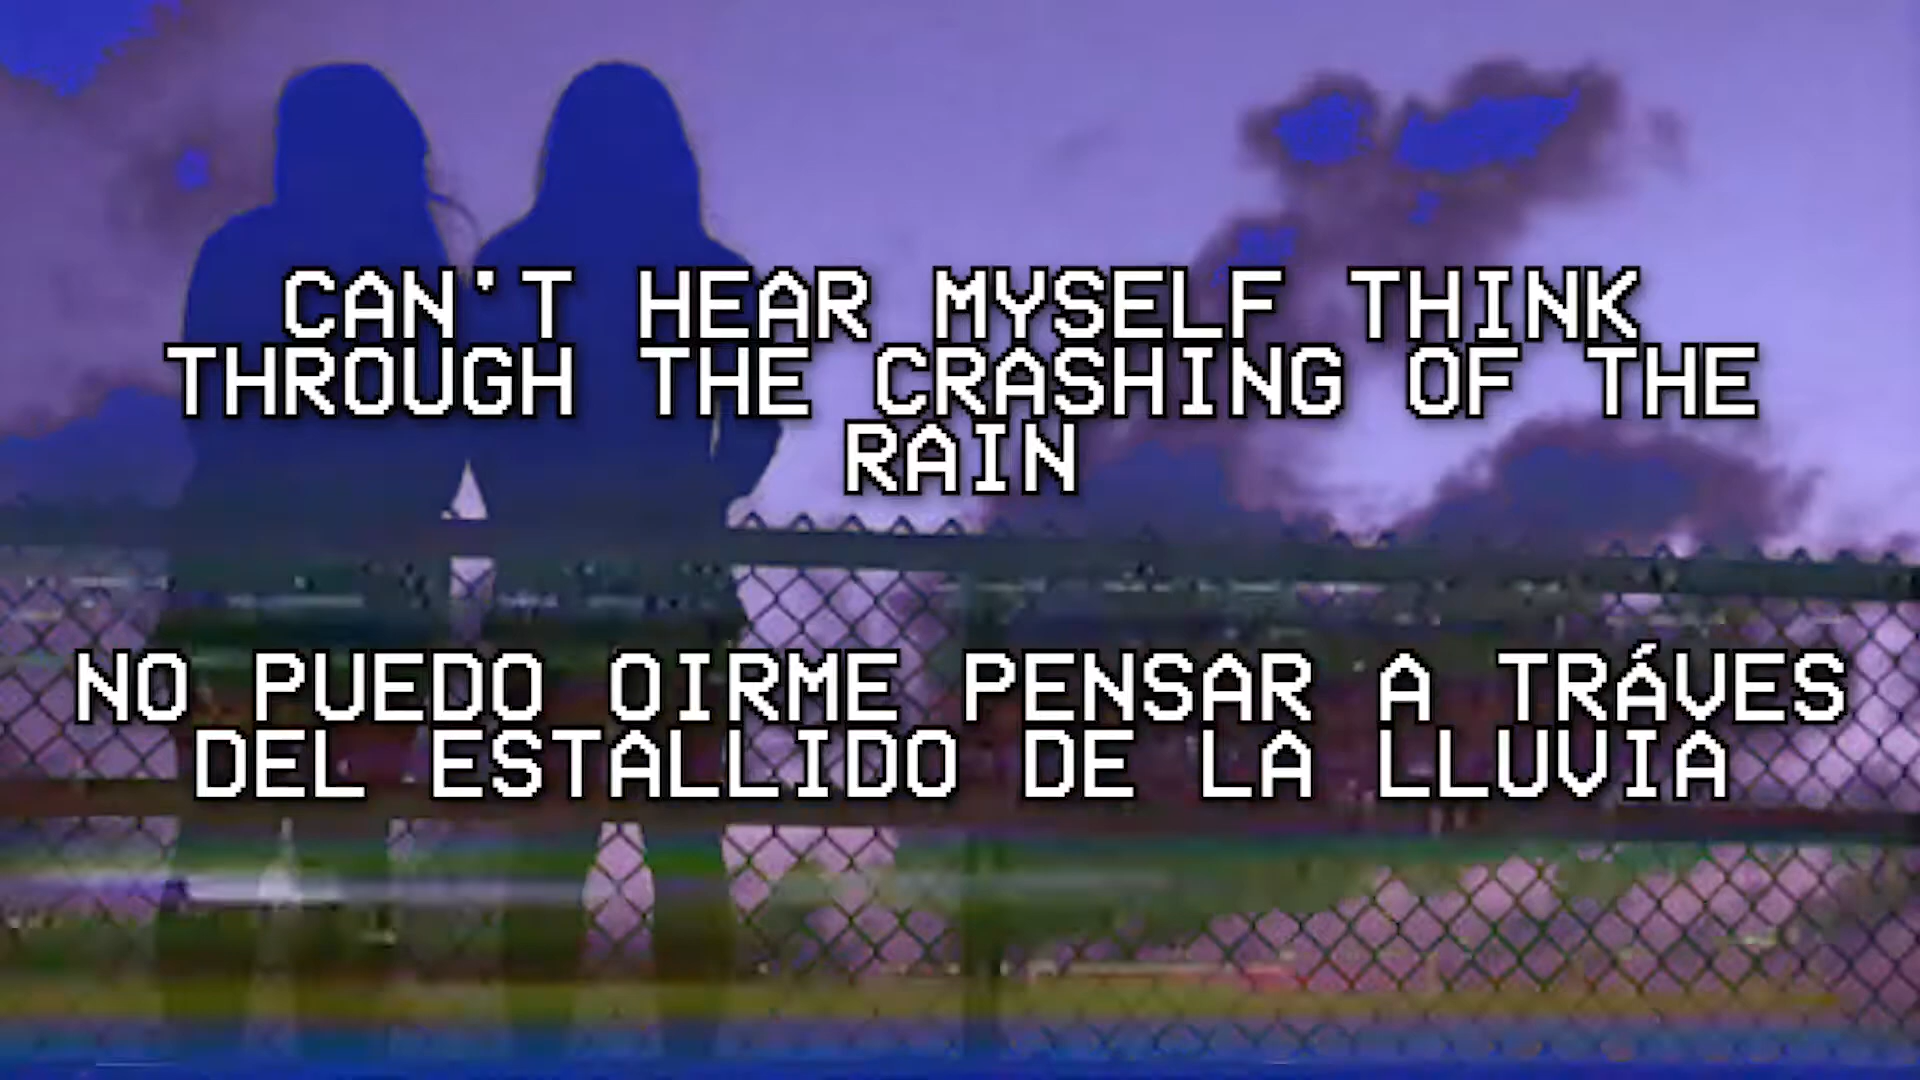 CAN'T HEAR MYSELF THINK
THROUGH THE CRASHING OF THE
RAIN
NO PUEDO OIRME PENSAR A TRÁVES
DEL ESTALLIDO DE LA LLUVIA